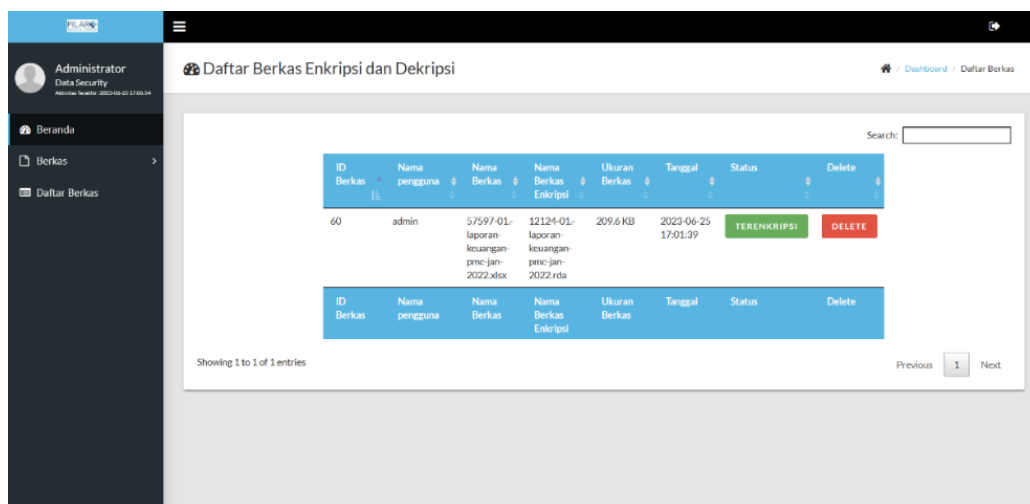 PILAR
Administrator
Data Security
Beranda
Berkas
Daftar Berkas
Daftar Berkas Enkripsi dan Dekripsi
/ Dashboard / Daftar Berkas
Search:
ID Berkas
Nama pengguna
Nama Berkas
Nama Berkas Enkripsi
Ukuran Berkas
Tanggal
Status
Delete
60
admin
57597-01.-
laporan-
keuangan-
pmc-jan-
2022.xlsx
12124-01.-
laporan-
keuangan-
pmc-jan-
2022.rda
209.6 KB
2023-06-25
17:01:39
TERENKRIPSI
DELETE
ID Berkas
Nama pengguna
Nama Berkas
Nama Berkas Enkripsi
Ukuran Berkas
Tanggal
Status
Delete
Showing 1 to 1 of 1 entries
Previous 1 Next